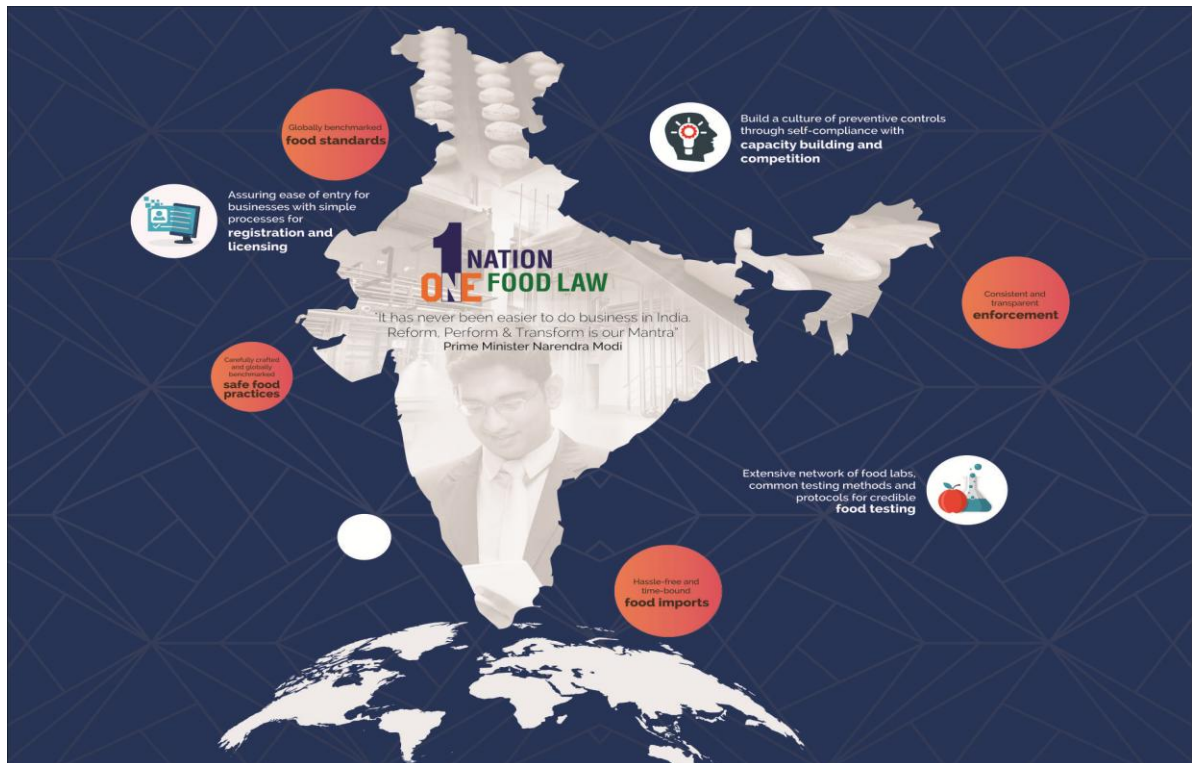 Globally benchmarked
food standards
Build a culture of preventive controls
through self-compliance with
capacity building and
competition
Assuring ease of entry for
businesses with simple
processes for
registration and
licensing
1 NATION
ONE FOOD LAW
"It has never been easier to do business in India.
Reform, Perform & Transform is our Mantra"
Prime Minister Narendra Modi
Consistent and
transparent
enforcement
Carefully crafted
and globally
benchmarked
safe food
practices
Extensive network of food labs,
common testing methods and
protocols for credible
food testing
Hassle-free and
time-bound
food imports